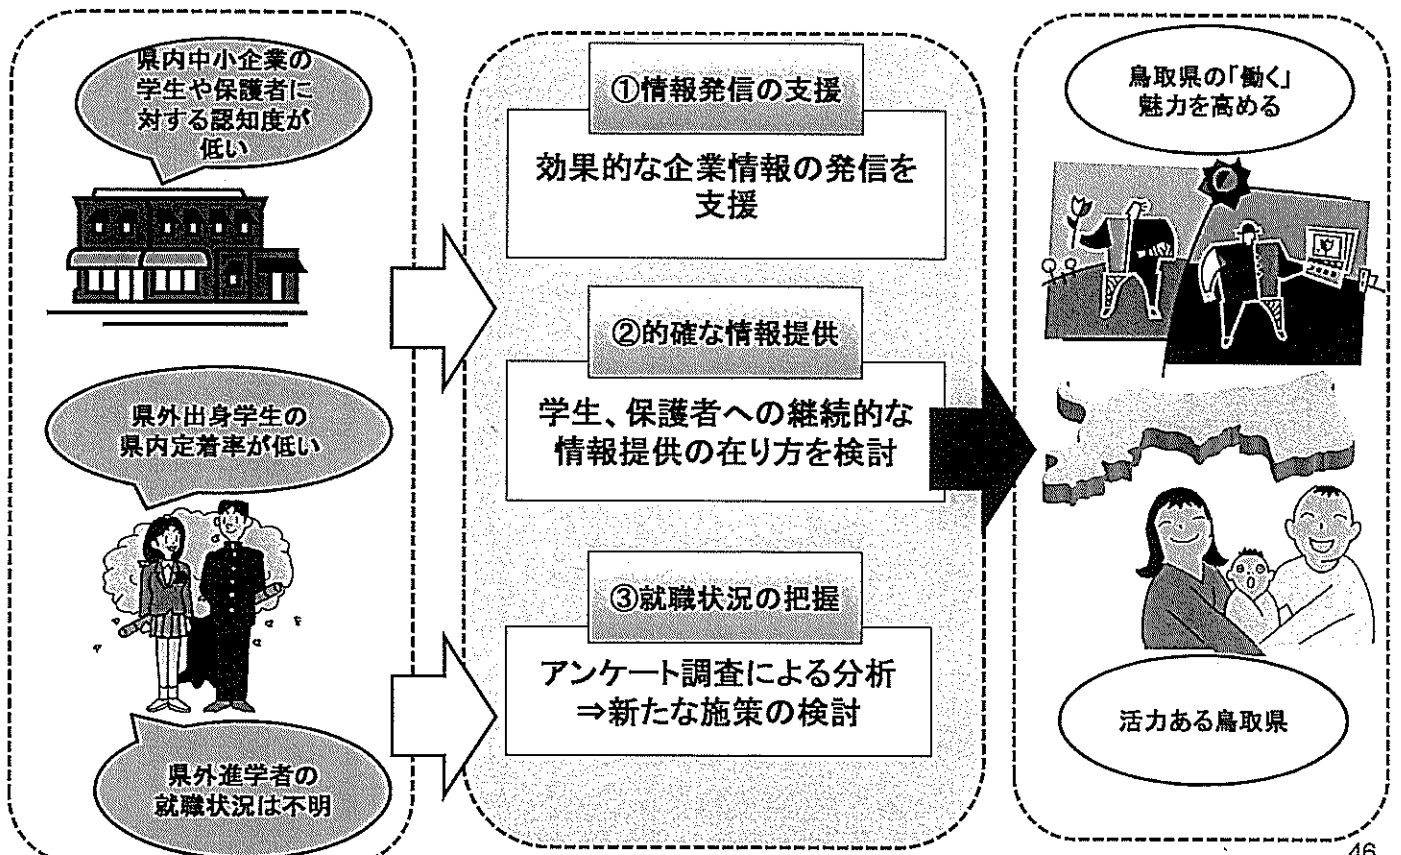 県内中小企業の
学生や保護者に
対する認知度が
低い
県外出身学生の
県内定着率が低い
県外進学者の
就職状況は不明
①情報発信の支援
効果的な企業情報の発信を
支援
②的確な情報提供
学生、保護者への継続的な
情報提供の在り方を検討
③就職状況の把握
アンケート調査による分析
⇒新たな施策の検討
鳥取県の「働く」
魅力を高める
活力ある鳥取県
46